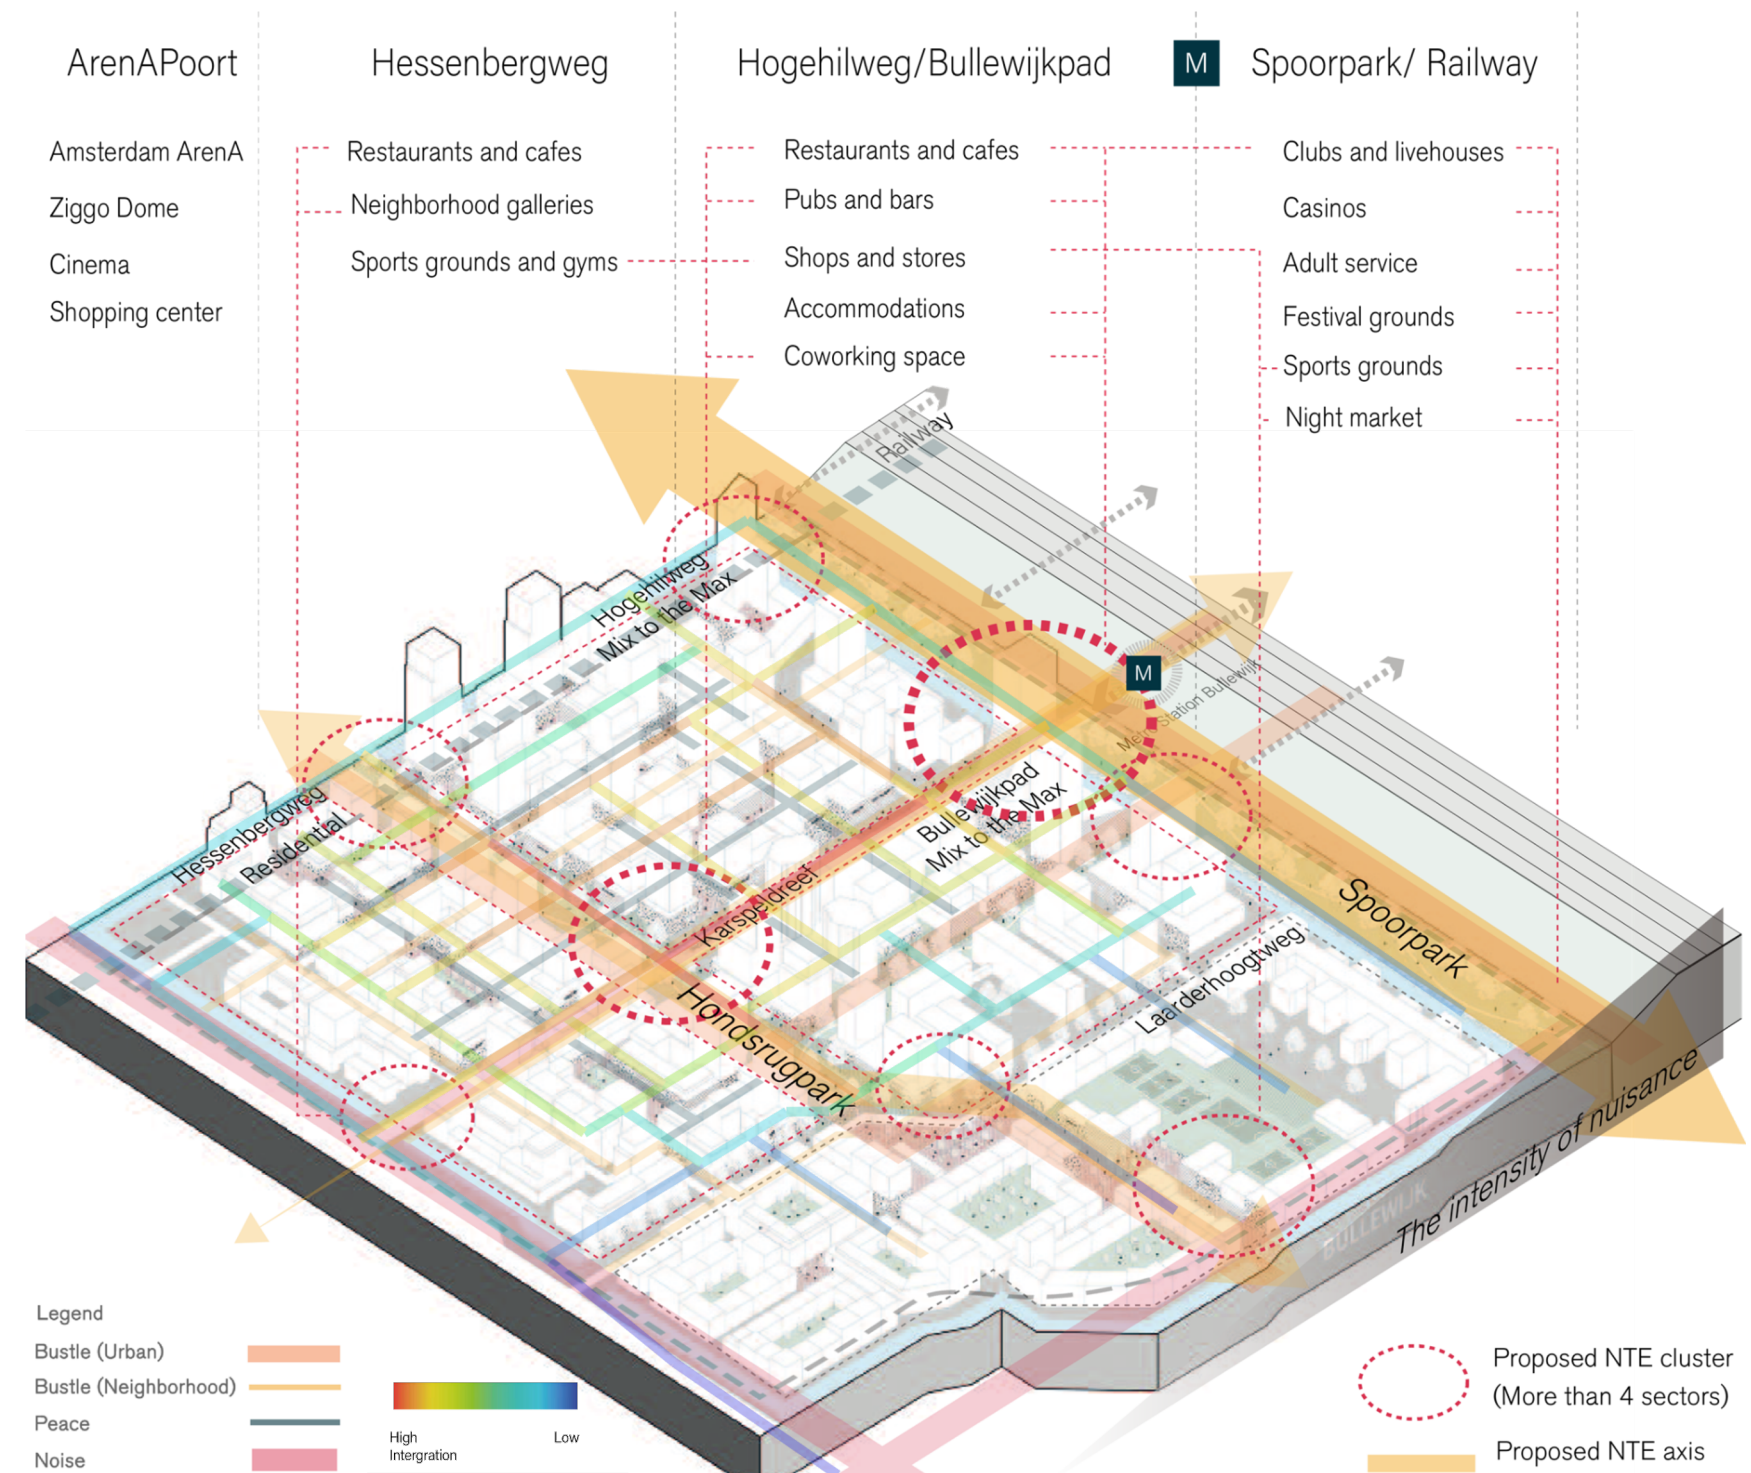 ArenAPoort
Hessenbergweg
Hogehilweg/Bullewijkpad
M
Spoorpark/ Railway
Amsterdam ArenA
Ziggo Dome
Cinema
Shopping center
Restaurants and cafes
Neighborhood galleries
Sports grounds and gyms
Restaurants and cafes
Pubs and bars
Shops and stores
Accommodations
Coworking space
Clubs and livehouses
Casinos
Adult service
Festival grounds
Sports grounds
Night market
Railway
Hogehilweg
Mix to the Max
M
Metro Station Bullewijk
Hessenbergweg
Residential
Bullewijkpad
Mix to the Max
Karspeldreef
Spoorpark
Hondsrugpark
Laarderhoogtweg
The intensity of nuisance
BULLEWIJK
Legend
Bustle (Urban)
Bustle (Neighborhood)
Peace
Noise
High
Low
Intergration
Proposed NTE cluster
(More than 4 sectors)
Proposed NTE axis